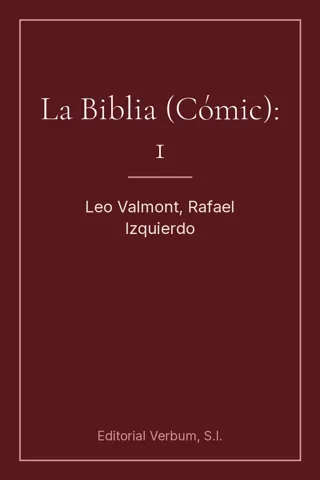 La Biblia (Cómic):
1
Leo Valmont, Rafael
Izquierdo
Editorial Verbum, S.l.